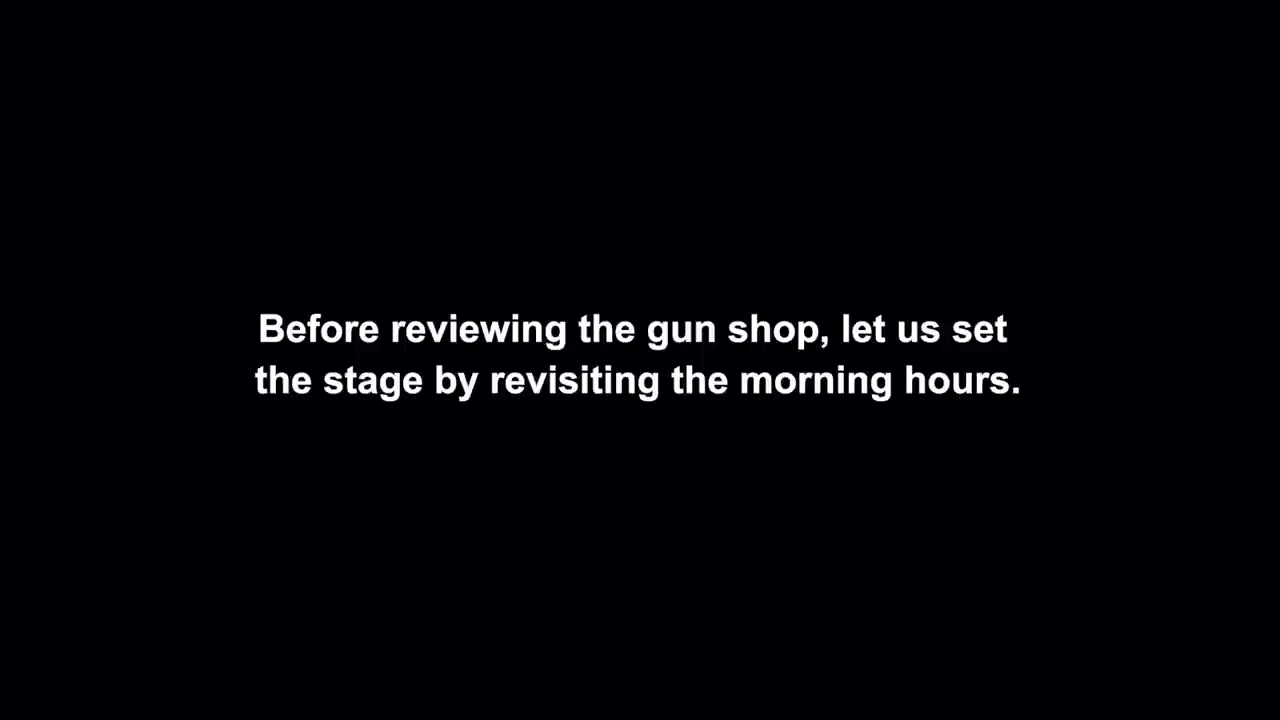 Before reviewing the gun shop, let us set
the stage by revisiting the morning hours.